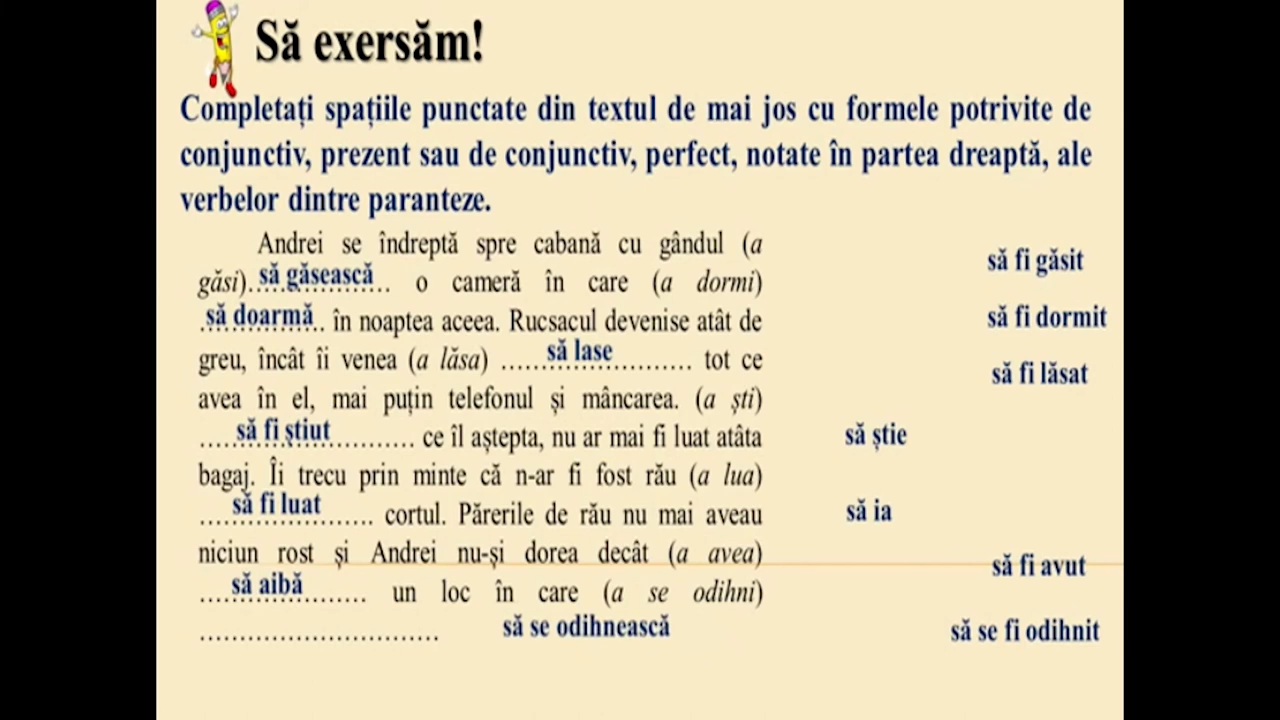 Să exersăm!
Completați spațiile punctate din textul de mai jos cu formele potrivite de
conjunctiv, prezent sau de conjunctiv, perfect, notate în partea dreaptă, ale
verbelor dintre paranteze.
Andrei se îndreptă spre cabană cu gândul (a
găsi). să găsească o cameră în care (a dormi)
să doarmă în noaptea aceea. Rucsacul devenise atât de
greu, încât îi venea (a lăsa) să lase tot ce
avea în el, mai puțin telefonul și mâncarea. (a ști)
să fi știut ce îl aștepta, nu ar mai fi luat atâta
bagaj. Îi trecu prin minte că n-ar fi fost rău (a lua)
să fi luat cortul. Părerile de rău nu mai aveau
niciun rost și Andrei nu-și dorea decât (a avea)
să aibă un loc în care (a se odihni)
................................ să se odihnească
să fi găsit
să fi dormit
să fi lăsat
să știe
să ia
să fi avut
să se fi odihnit